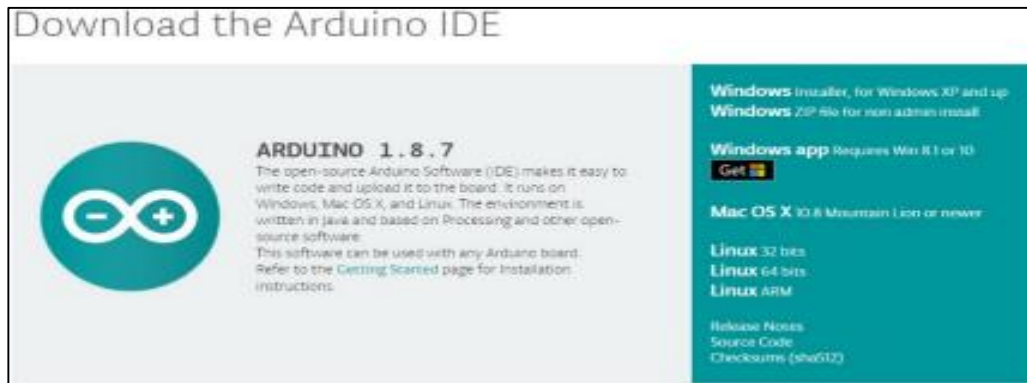 Download the Arduino IDE
ARDUINO 1.8.7
The open-source Arduino Software (IDE) makes it easy to
write code and upload it to the board. It runs on
Windows, Mac OS X, and Linux. The environment is
written in Java and based on Processing and other open-
source software.
This software can be used with any Arduino board.
Refer to the Getting Started page for Installation
instructions.
Windows Installer, for Windows XP and up
Windows ZIP file for non admin install
Windows app Requires Win 8.1 or 10
Get
Mac OS X 10.8 Mountain Lion or newer
Linux 32 bits
Linux 64 bits
Linux ARM
Release Notes
Source Code
Checksums (sha512)